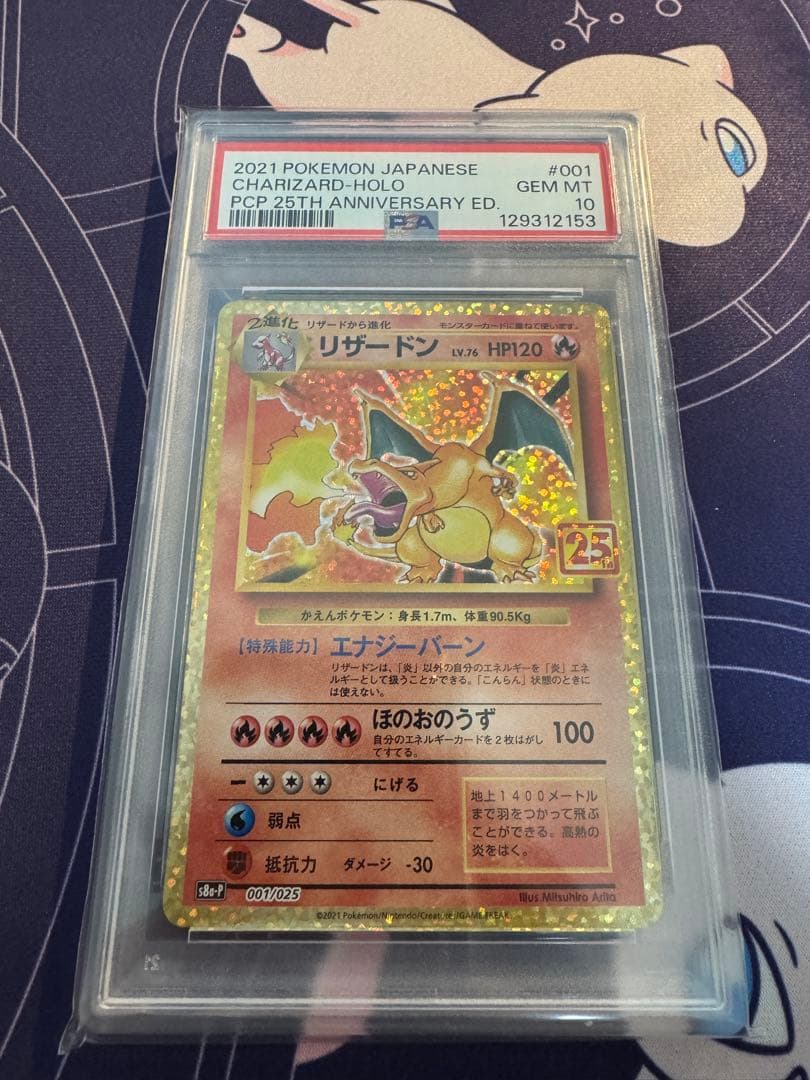 2021 POKEMON JAPANESE #001
CHARIZARD-HOLO GEM MT
PCP 25TH ANNIVERSARY ED. 10
PSA 129312153
2進化 リザードから進化 モンスターカードに重ねて使います。
リザードン LV.76 HP120
25th
かえんポケモン：身長1.7m、体重90.5Kg
【特殊能力】 エナジーバーン
リザードンは、「炎」以外の自分のエネルギーを「炎」エネ
ルギーとして扱うことができる。「こんらん」状態のときに
は使えない。
ほのおのうず 100
自分のエネルギーカードを2枚はがし
てすてる。
にげる
弱点
抵抗力 ダメージ -30
地上1400メートル
まで羽をつかって飛ぶ
ことができる。高熱の
炎をはく。
s8a-P 001/025 Illus.Mitsuhiro Arita
©2021 Pokémon/Nintendo/Creatures/GAME FREAK.